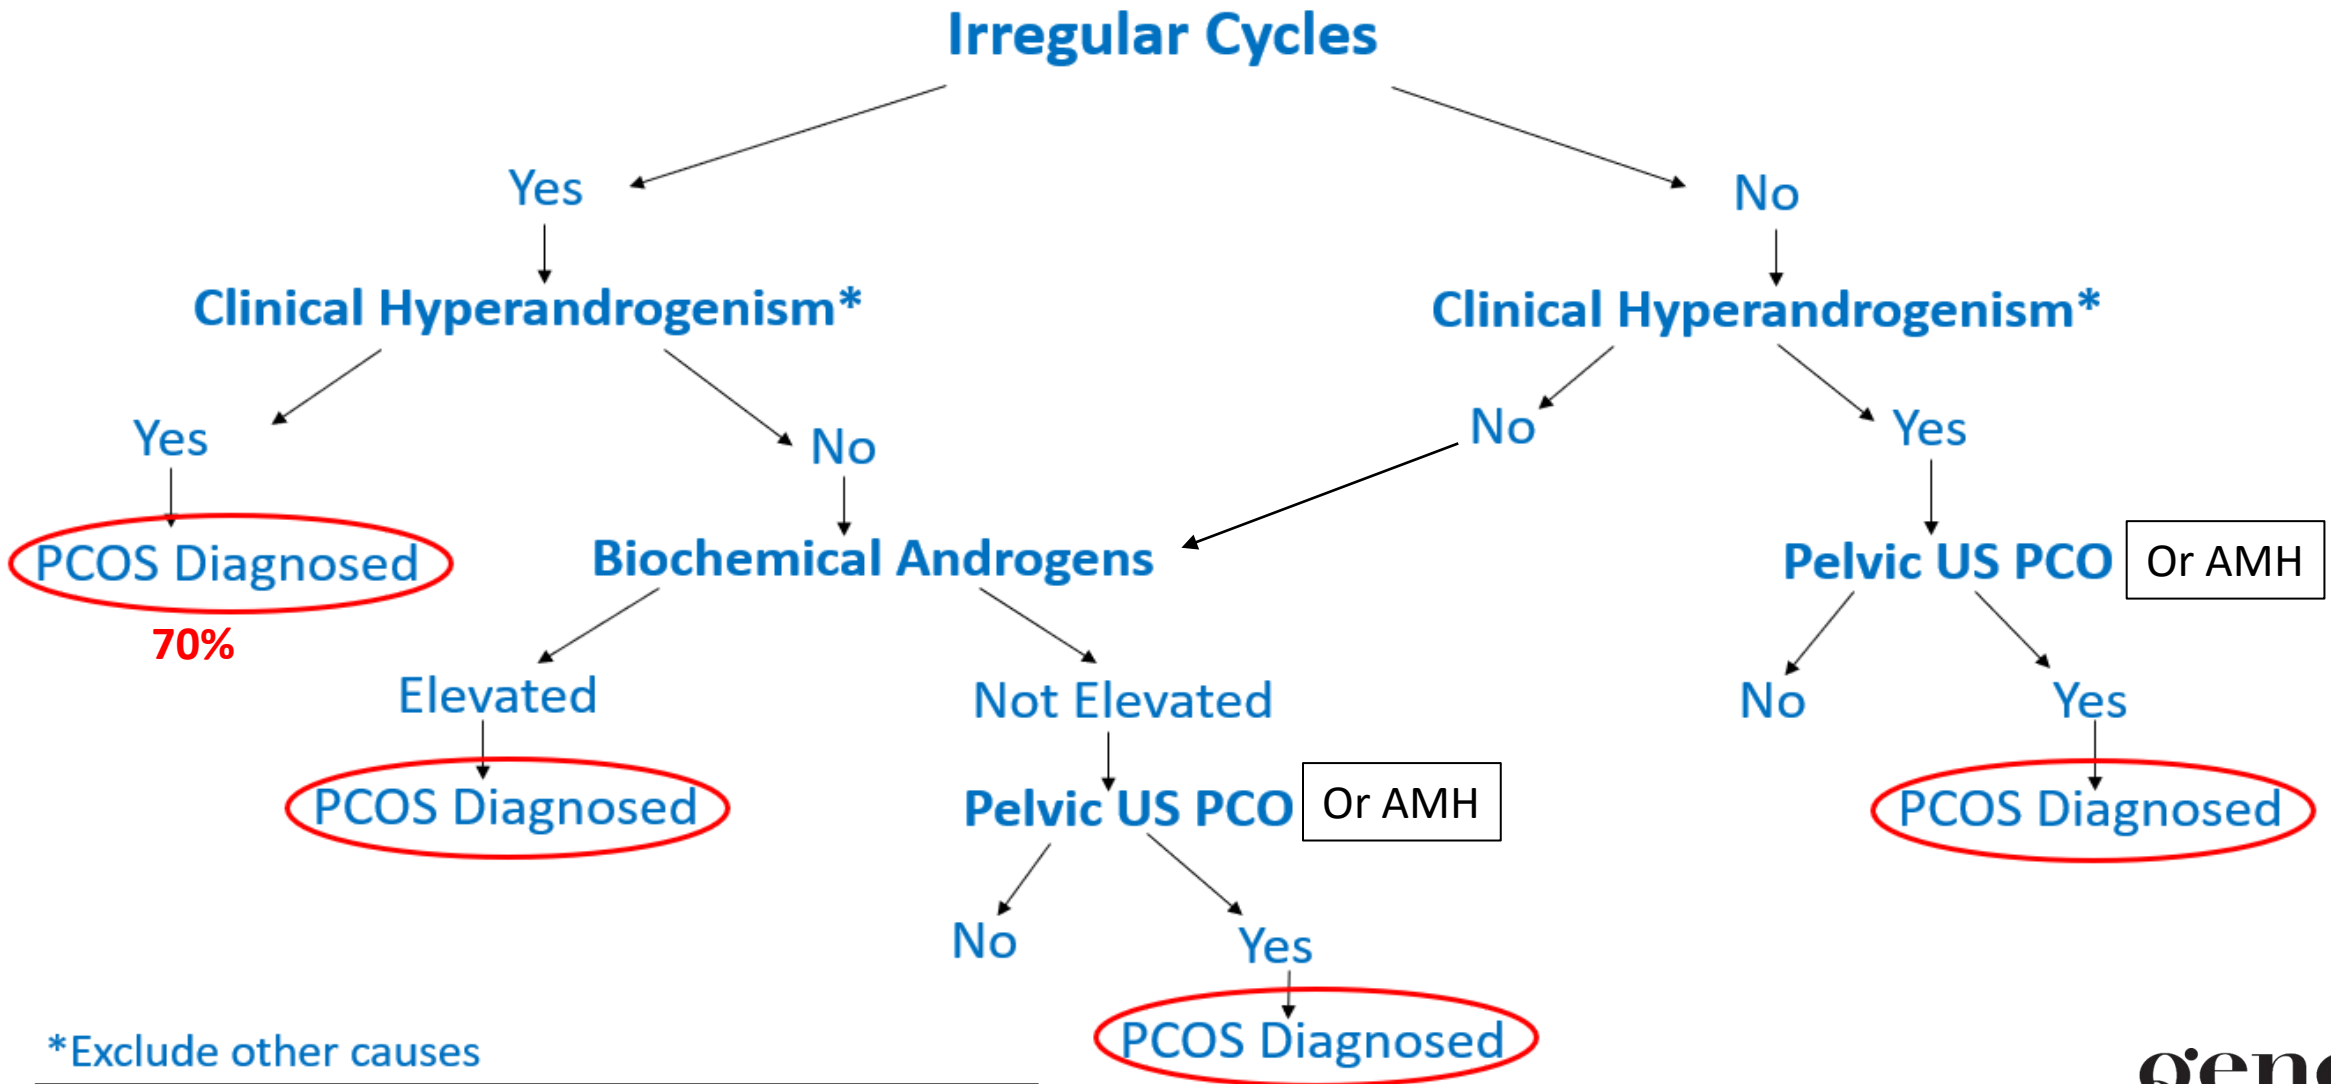 Irregular Cycles
Yes
No
Clinical Hyperandrogenism*
Clinical Hyperandrogenism*
Yes
No
No
Yes
PCOS Diagnosed
70%
Biochemical Androgens
Pelvic US PCO
Or AMH
Elevated
Not Elevated
No
Yes
PCOS Diagnosed
Pelvic US PCO
Or AMH
PCOS Diagnosed
No
Yes
PCOS Diagnosed
*Exclude other causes